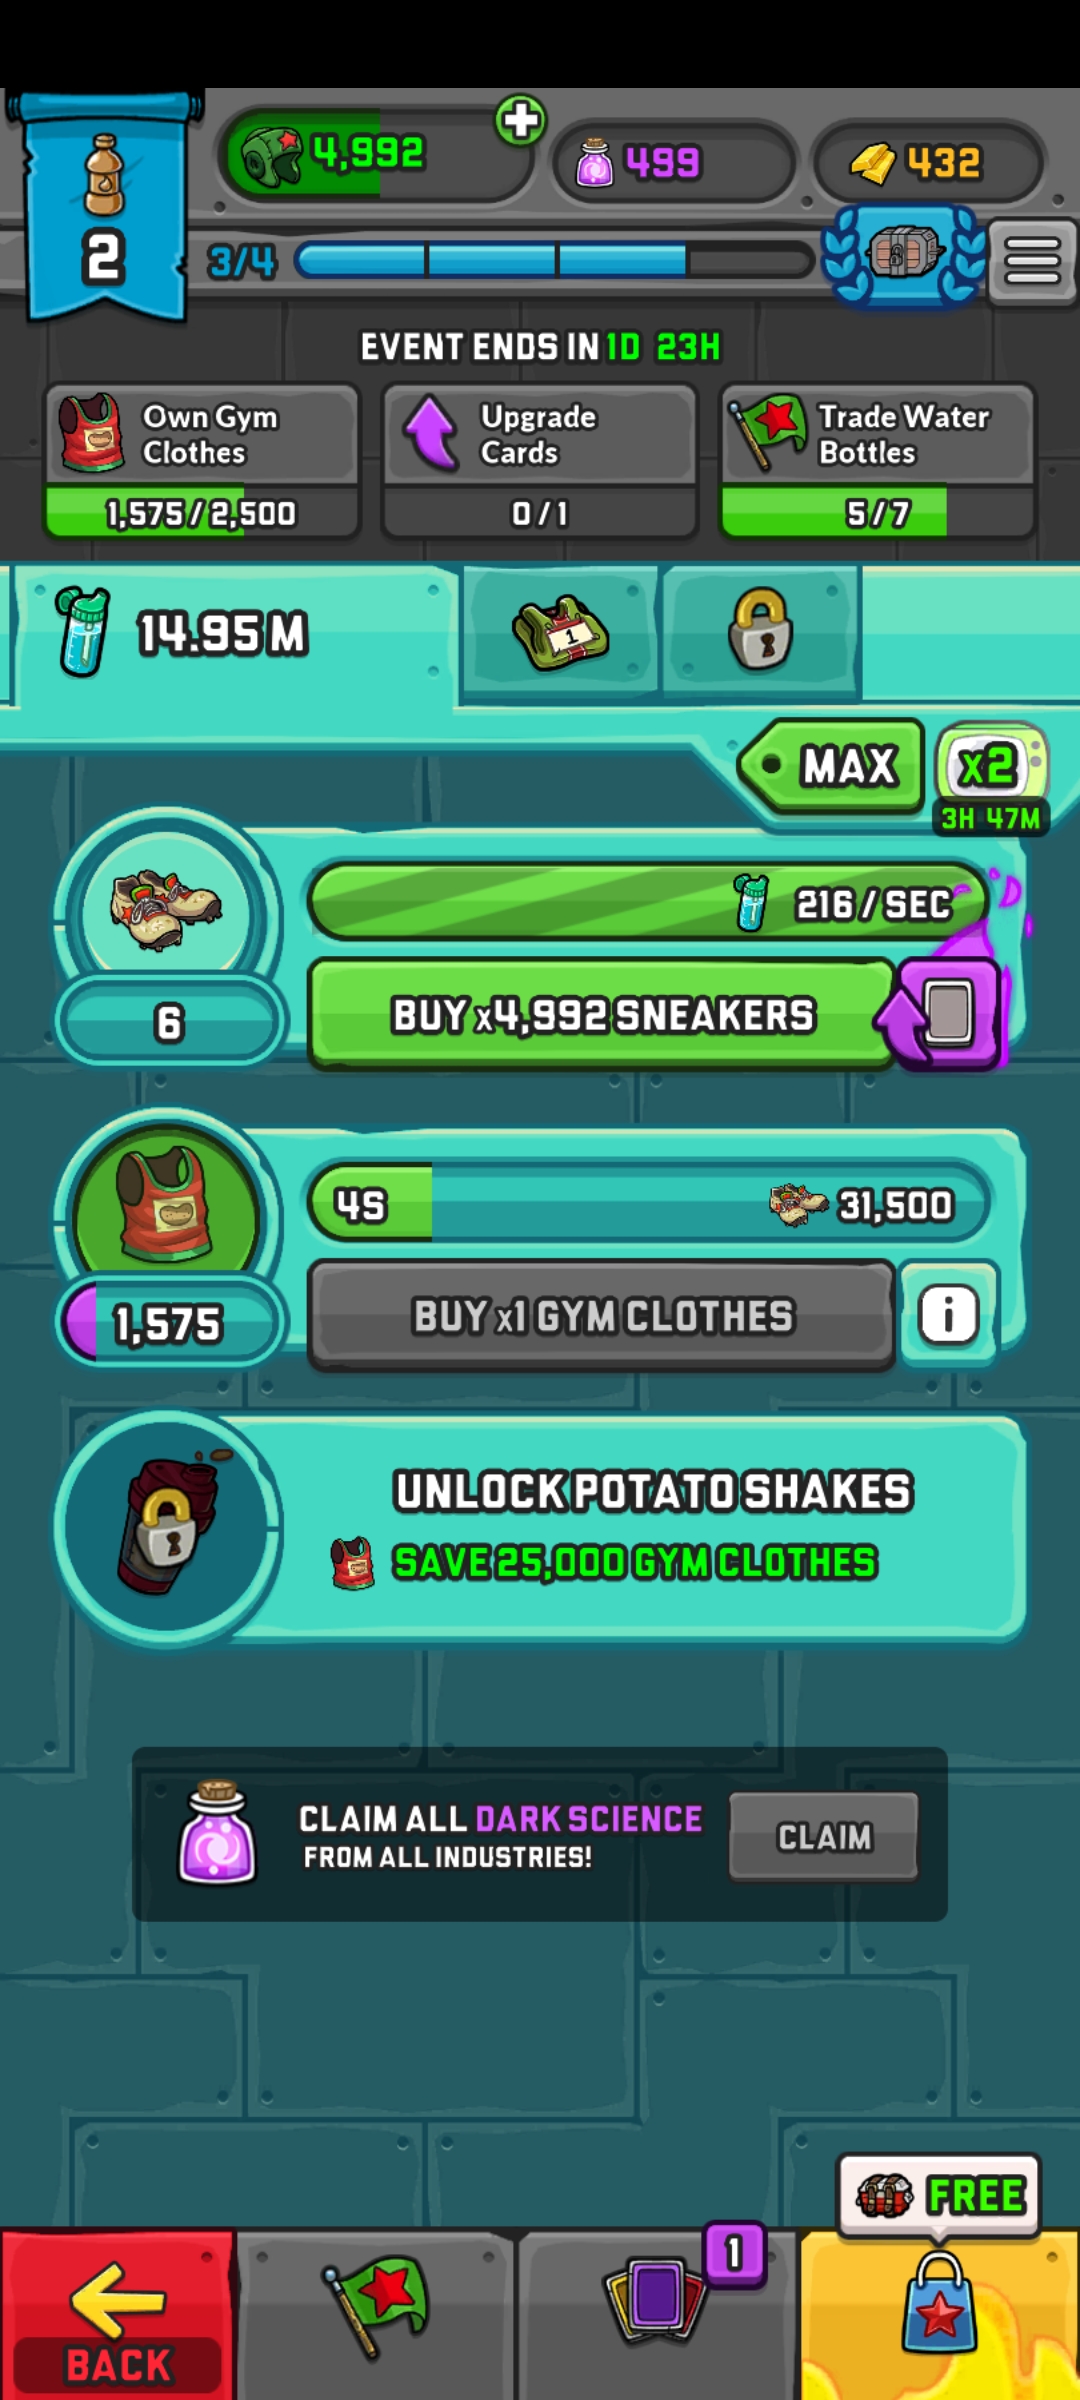 4,992
499
432
2
3/4
EVENT ENDS IN 1D 23H
Own Gym
Clothes
1,575/2,500
Upgrade
Cards
0/1
Trade Water
Bottles
5/7
14.95 M
1
MAX
x2
3H 47M
216/SEC
6
BUY x4,992 SNEAKERS
4S
31,500
1,575
BUY x1 GYM CLOTHES
i
UNLOCK POTATO SHAKES
SAVE 25,000 GYM CLOTHES
CLAIM ALL DARK SCIENCE
FROM ALL INDUSTRIES!
CLAIM
FREE
1
BACK